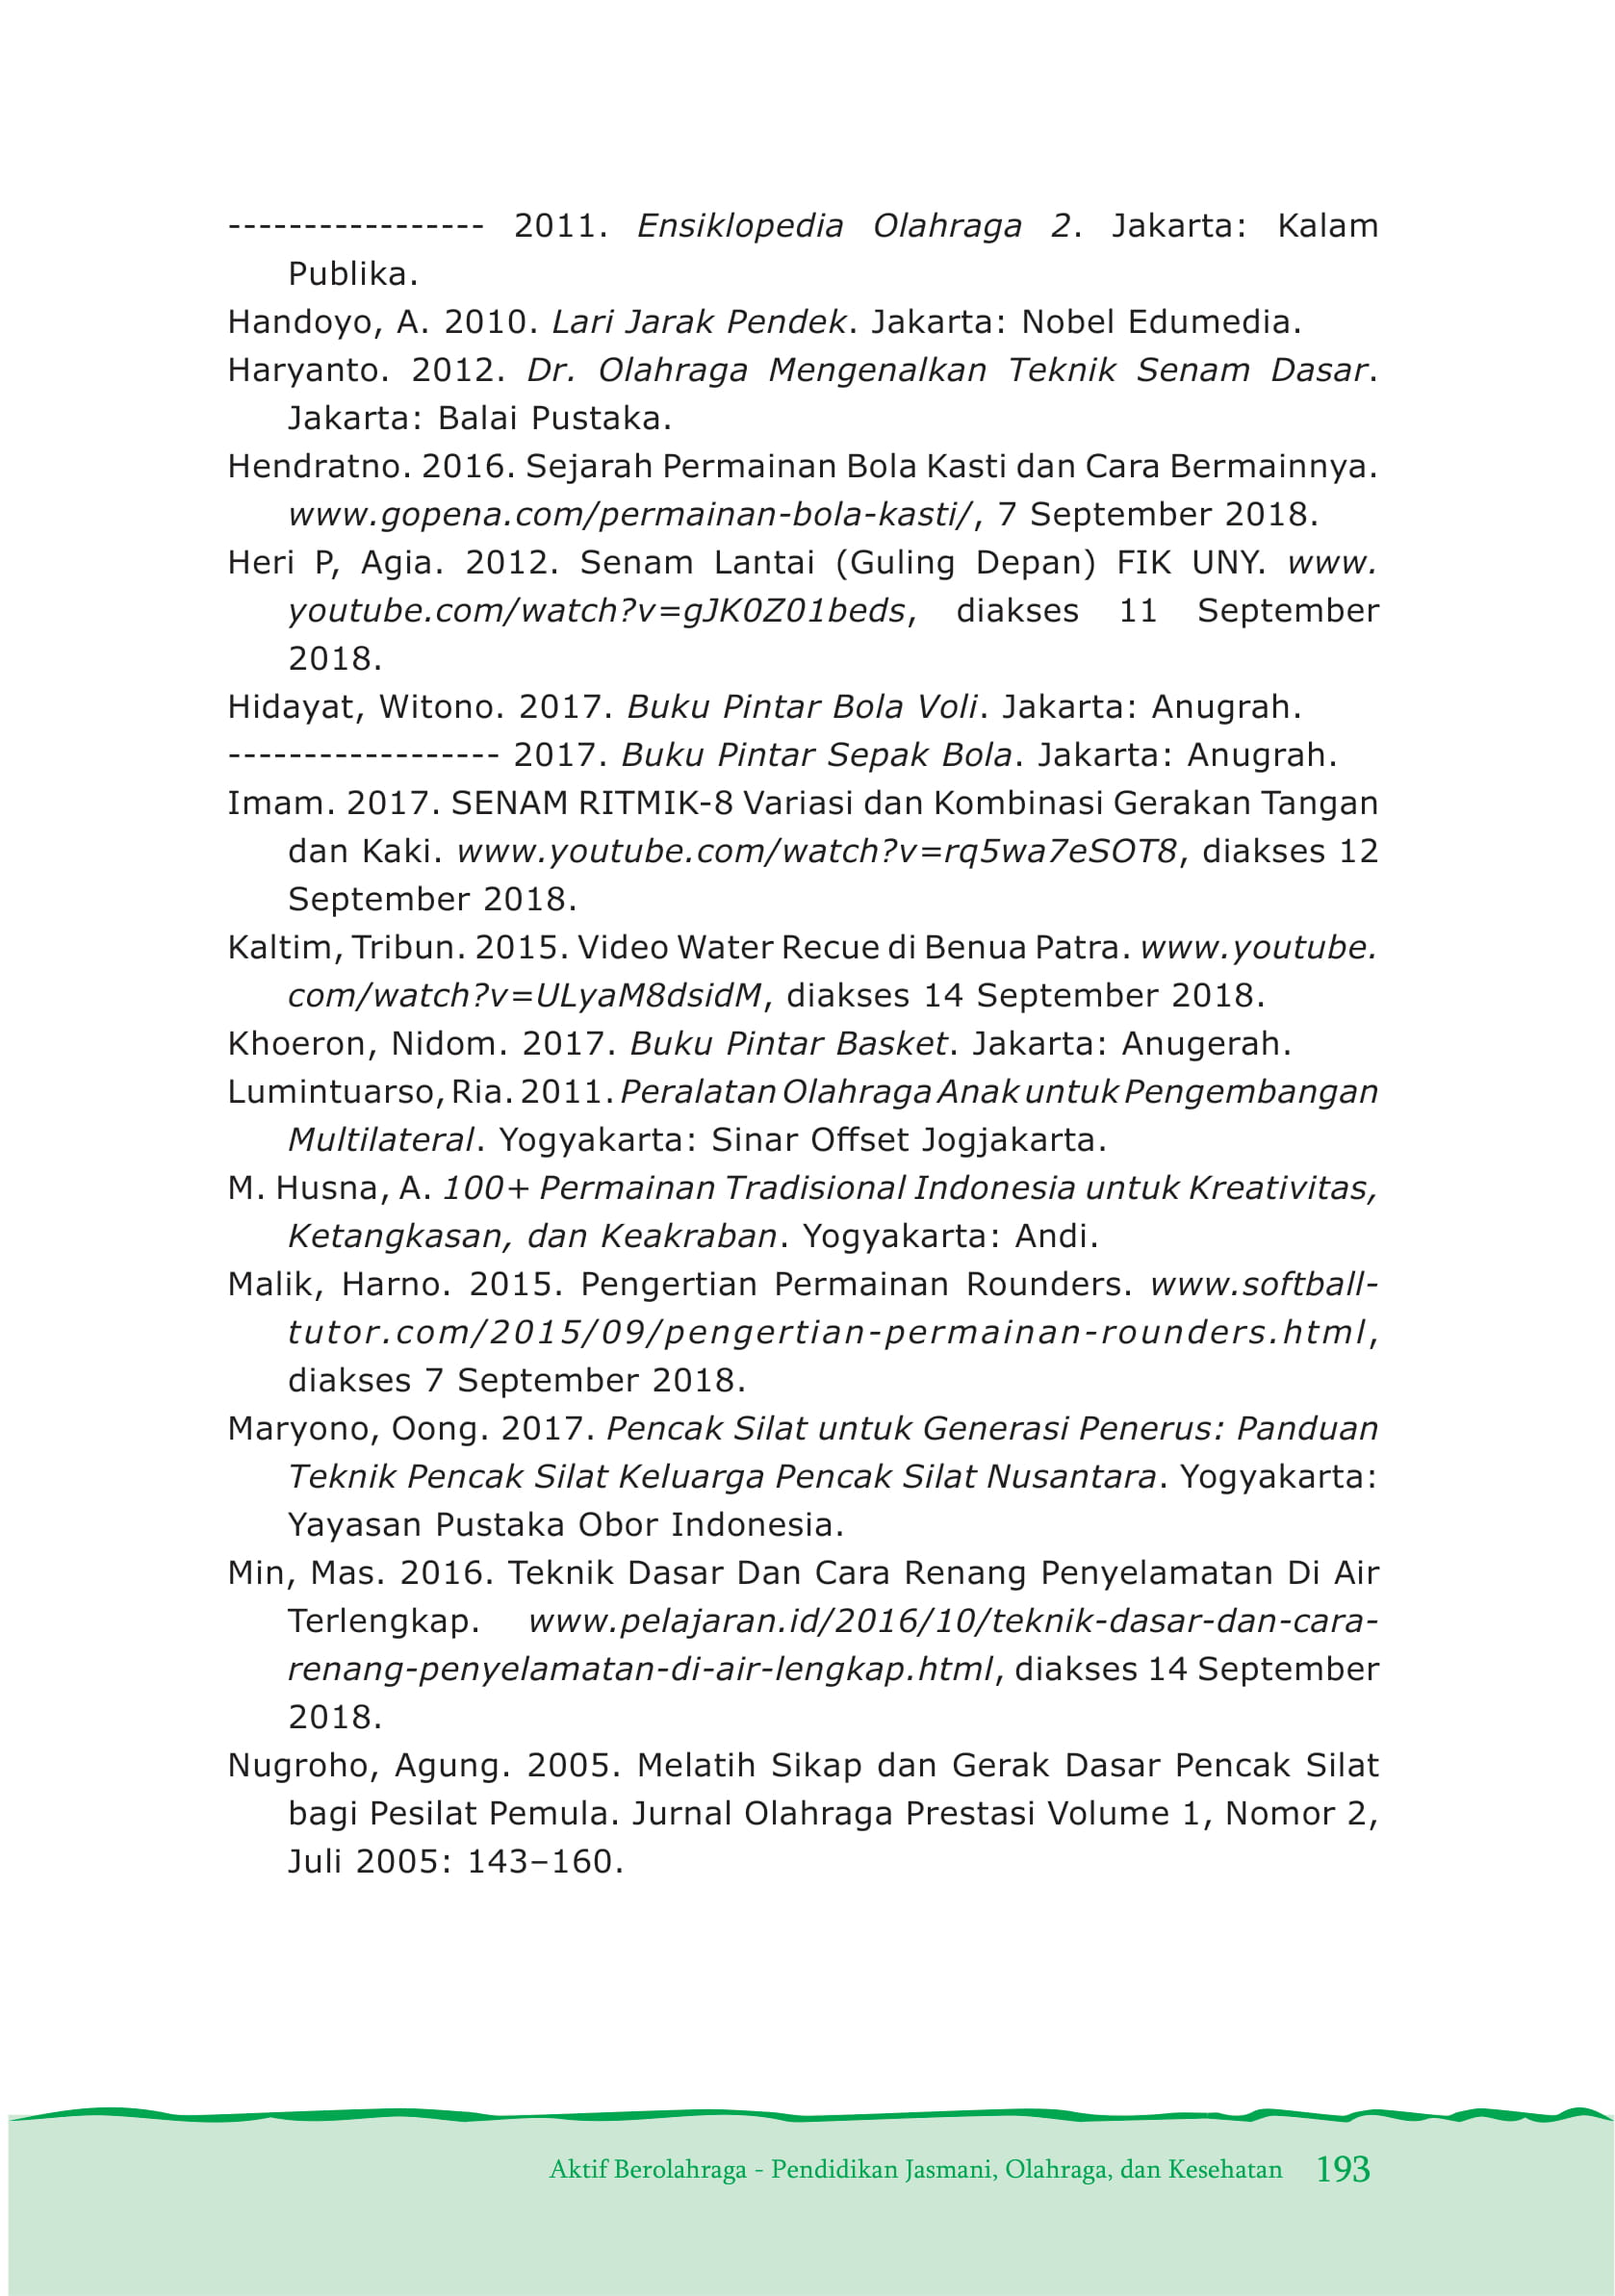 ----------------- 2011. Ensiklopedia Olahraga 2. Jakarta: Kalam
Publika.
Handoyo, A. 2010. Lari Jarak Pendek. Jakarta: Nobel Edumedia.
Haryanto. 2012. Dr. Olahraga Mengenalkan Teknik Senam Dasar.
Jakarta: Balai Pustaka.
Hendratno. 2016. Sejarah Permainan Bola Kasti dan Cara Bermainnya.
www.gopena.com/permainan-bola-kasti/, 7 September 2018.
Heri P, Agia. 2012. Senam Lantai (Guling Depan) FIK UNY. www.
youtube.com/watch?v=gJK0Z01beds, diakses 11 September
2018.
Hidayat, Witono. 2017. Buku Pintar Bola Voli. Jakarta: Anugrah.
------------------ 2017. Buku Pintar Sepak Bola. Jakarta: Anugrah.
Imam. 2017. SENAM RITMIK-8 Variasi dan Kombinasi Gerakan Tangan
dan Kaki. www.youtube.com/watch?v=rq5wa7eSOT8, diakses 12
September 2018.
Kaltim, Tribun. 2015. Video Water Recue di Benua Patra. www.youtube.
com/watch?v=ULyaM8dsidM, diakses 14 September 2018.
Khoeron, Nidom. 2017. Buku Pintar Basket. Jakarta: Anugerah.
Lumintuarso, Ria. 2011. Peralatan Olahraga Anak untuk Pengembangan
Multilateral. Yogyakarta: Sinar Offset Jogjakarta.
M. Husna, A. 100+ Permainan Tradisional Indonesia untuk Kreativitas,
Ketangkasan, dan Keakraban. Yogyakarta: Andi.
Malik, Harno. 2015. Pengertian Permainan Rounders. www.softball-
tutor.com/2015/09/pengertian-permainan-rounders.html,
diakses 7 September 2018.
Maryono, Oong. 2017. Pencak Silat untuk Generasi Penerus: Panduan
Teknik Pencak Silat Keluarga Pencak Silat Nusantara. Yogyakarta:
Yayasan Pustaka Obor Indonesia.
Min, Mas. 2016. Teknik Dasar Dan Cara Renang Penyelamatan Di Air
Terlengkap. www.pelajaran.id/2016/10/teknik-dasar-dan-cara-
renang-penyelamatan-di-air-lengkap.html, diakses 14 September
2018.
Nugroho, Agung. 2005. Melatih Sikap dan Gerak Dasar Pencak Silat
bagi Pesilat Pemula. Jurnal Olahraga Prestasi Volume 1, Nomor 2,
Juli 2005: 143–160.
Aktif Berolahraga - Pendidikan Jasmani, Olahraga, dan Kesehatan 193